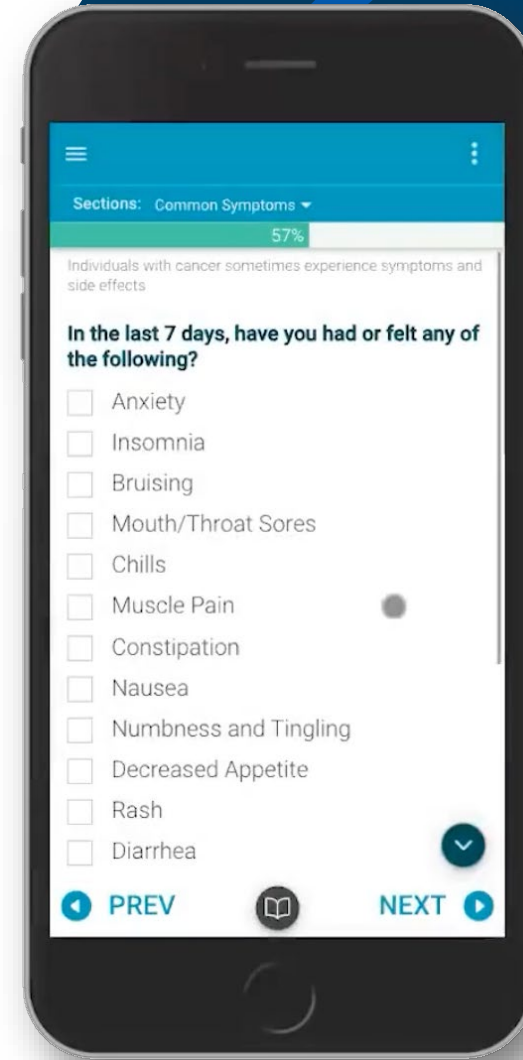 Sections: Common Symptoms
57%
Individuals with cancer sometimes experience symptoms and
side effects
In the last 7 days, have you had or felt any of
the following?
Anxiety
Insomnia
Bruising
Mouth/Throat Sores
Chills
Muscle Pain
Constipation
Nausea
Numbness and Tingling
Decreased Appetite
Rash
Diarrhea
PREV
NEXT